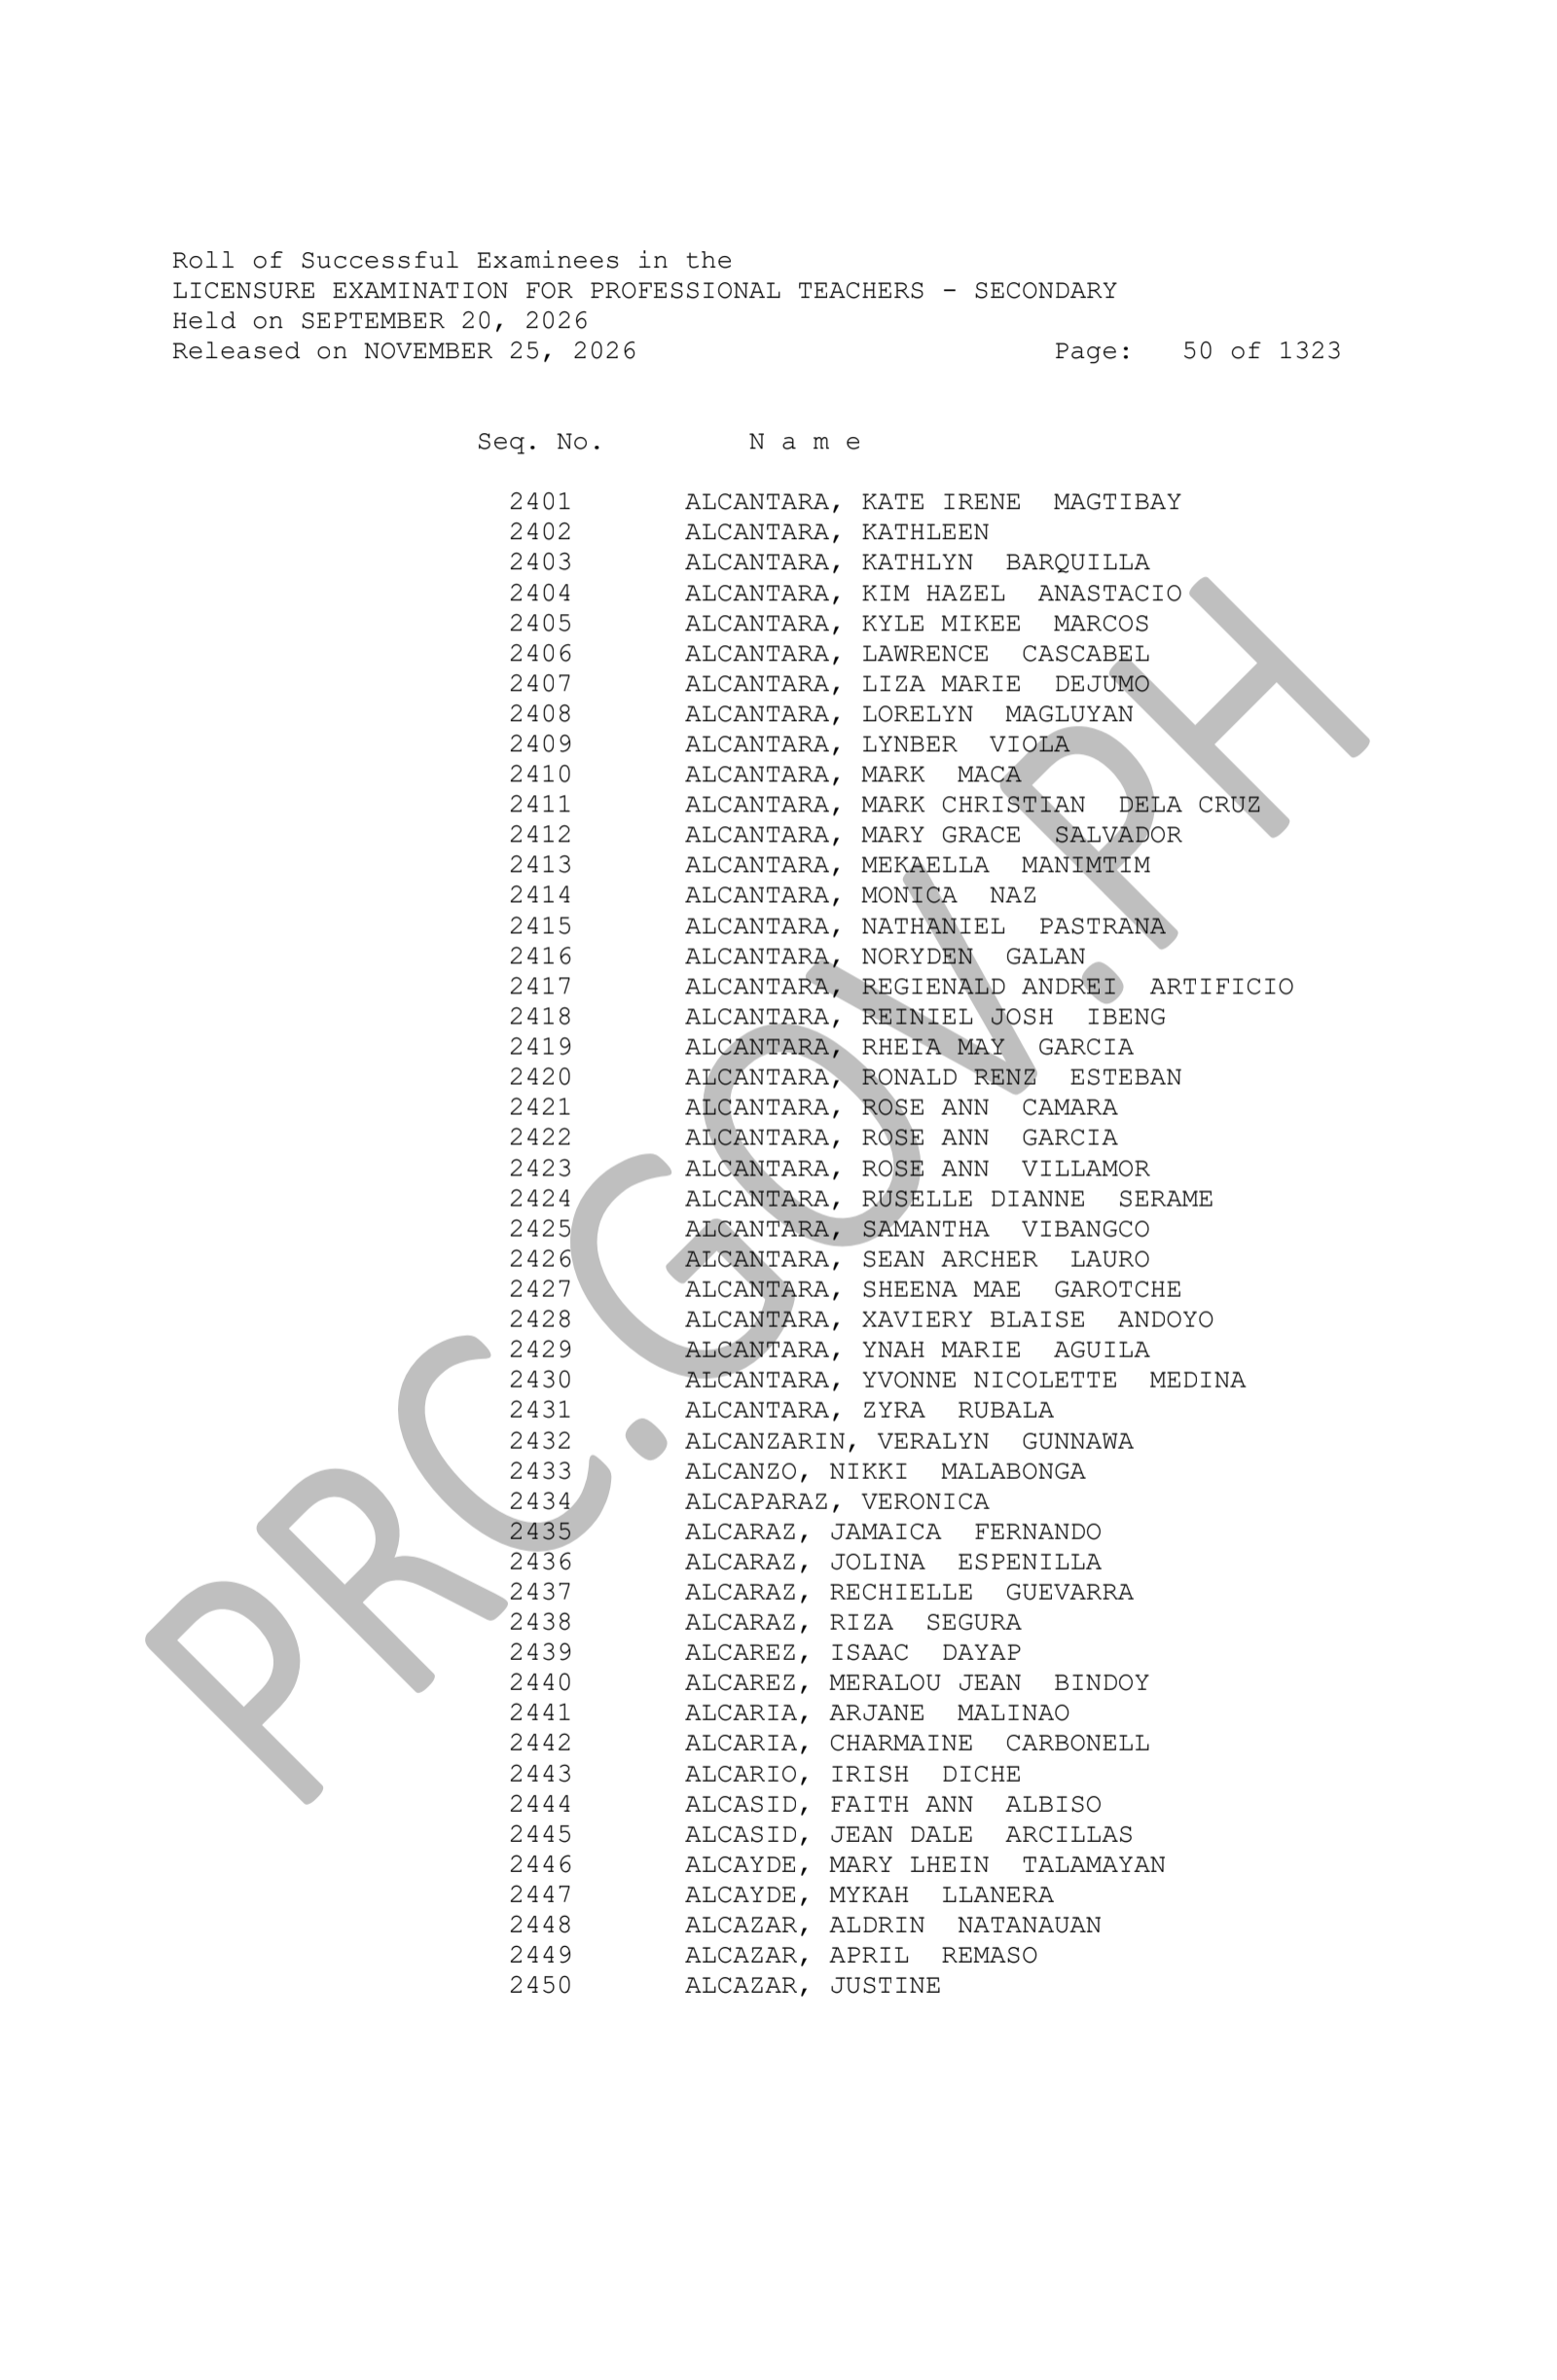 Roll of Successful Examinees in the
LICENSURE EXAMINATION FOR PROFESSIONAL TEACHERS - SECONDARY
Held on SEPTEMBER 20, 2026
Released on NOVEMBER 25, 2026 Page: 50 of 1323
Seq. No. N a m e
2401 ALCANTARA, KATE IRENE MAGTIBAY
2402 ALCANTARA, KATHLEEN
2403 ALCANTARA, KATHLYN BARQUILLA
2404 ALCANTARA, KIM HAZEL ANASTACIO
2405 ALCANTARA, KYLE MIKEE MARCOS
2406 ALCANTARA, LAWRENCE CASCABEL
2407 ALCANTARA, LIZA MARIE DEJUMO
2408 ALCANTARA, LORELYN MAGLUYAN
2409 ALCANTARA, LYNBER VIOLA
2410 ALCANTARA, MARK MACA
2411 ALCANTARA, MARK CHRISTIAN DELA CRUZ
2412 ALCANTARA, MARY GRACE SALVADOR
2413 ALCANTARA, MEKAELLA MANIMTIM
2414 ALCANTARA, MONICA NAZ
2415 ALCANTARA, NATHANIEL PASTRANA
2416 ALCANTARA, NORYDEN GALAN
2417 ALCANTARA, REGIENALD ANDREI ARTIFICIO
2418 ALCANTARA, REINIEL JOSH IBENG
2419 ALCANTARA, RHEIA MAY GARCIA
2420 ALCANTARA, RONALD RENZ ESTEBAN
2421 ALCANTARA, ROSE ANN CAMARA
2422 ALCANTARA, ROSE ANN GARCIA
2423 ALCANTARA, ROSE ANN VILLAMOR
2424 ALCANTARA, RUSELLE DIANNE SERAME
2425 ALCANTARA, SAMANTHA VIBANGCO
2426 ALCANTARA, SEAN ARCHER LAURO
2427 ALCANTARA, SHEENA MAE GAROTCHE
2428 ALCANTARA, XAVIERY BLAISE ANDOYO
2429 ALCANTARA, YNAH MARIE AGUILA
2430 ALCANTARA, YVONNE NICOLETTE MEDINA
2431 ALCANTARA, ZYRA RUBALA
2432 ALCANZARIN, VERALYN GUNNAWA
2433 ALCANZO, NIKKI MALABONGA
2434 ALCAPARAZ, VERONICA
2435 ALCARAZ, JAMAICA FERNANDO
2436 ALCARAZ, JOLINA ESPENILLA
2437 ALCARAZ, RECHIELLE GUEVARRA
2438 ALCARAZ, RIZA SEGURA
2439 ALCAREZ, ISAAC DAYAP
2440 ALCAREZ, MERALOU JEAN BINDOY
2441 ALCARIA, ARJANE MALINAO
2442 ALCARIA, CHARMAINE CARBONELL
2443 ALCARIO, IRISH DICHE
2444 ALCASID, FAITH ANN ALBISO
2445 ALCASID, JEAN DALE ARCILLAS
2446 ALCAYDE, MARY LHEIN TALAMAYAN
2447 ALCAYDE, MYKAH LLANERA
2448 ALCAZAR, ALDRIN NATANAUAN
2449 ALCAZAR, APRIL REMASO
2450 ALCAZAR, JUSTINE
PRC.GOV.PH